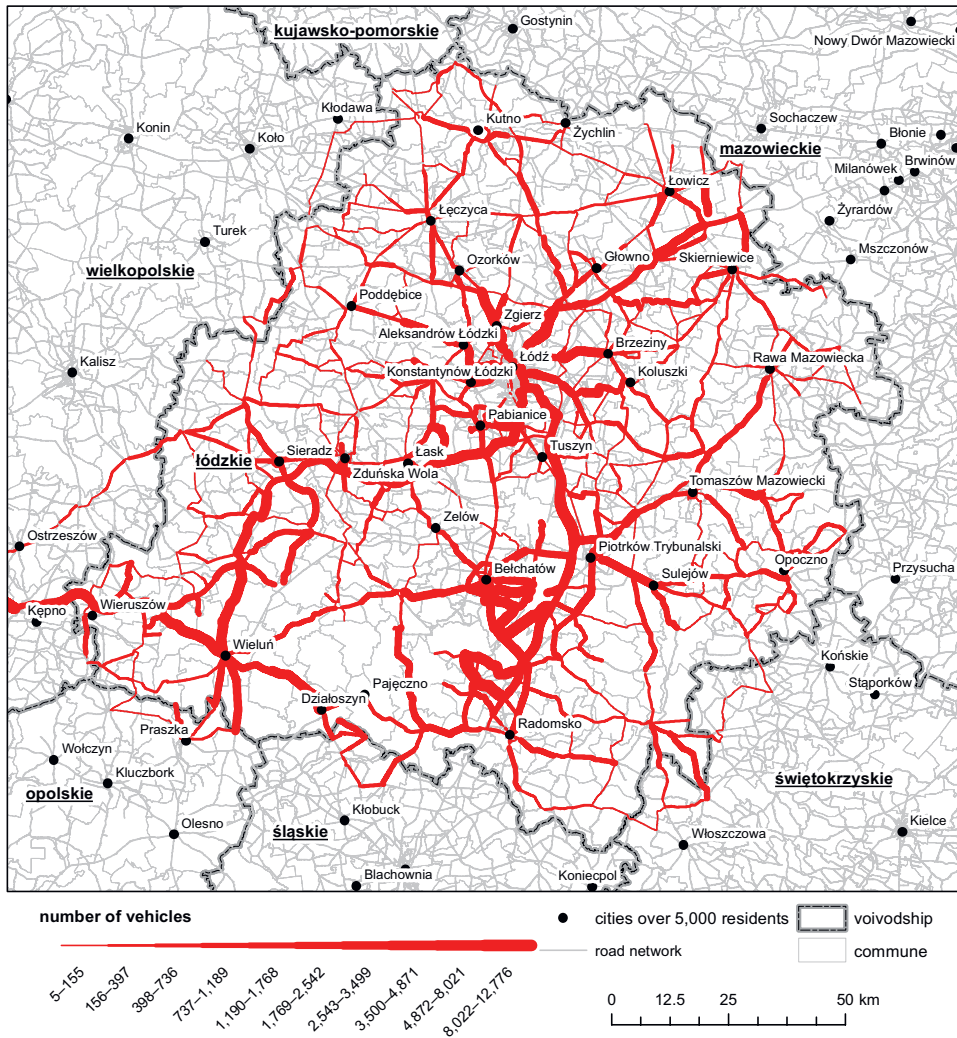 kujawsko-pomorskie
Gostynin
Nowy Dwór Mazowiecki
Kłodawa
Kutno
Żychlin
Sochaczew
Konin
Koło
Błonie
mazowieckie
Milanówek
Brwinów
Łowicz
Łęczyca
Żyrardów
Turek
Mszczonów
wielkopolskie
Ozorków
Głowno
Skierniewice
Poddębice
Zgierz
Aleksandrów Łódzki
Brzeziny
Łódź
Kalisz
Konstantynów Łódzki
Koluszki
Rawa Mazowiecka
Pabianice
łódzkie
Sieradz
Łask
Tuszyn
Zduńska Wola
Tomaszów Mazowiecki
Zelów
Ostrzeszów
Piotrków Trybunalski
Bełchatów
Sulejów
Opoczno
Przysucha
Kępno
Wieruszów
Wieluń
Końskie
Pajęczno
Stąporków
Działoszyn
Praszka
Radomsko
Wołczyn
Kluczbork
świętokrzyskie
opolskie
Kłobuck
Olesno
śląskie
Włoszczowa
Kielce
Blachownia
Koniecpol
number of vehicles
5–155
156–397
398–736
737–1,189
1,190–1,768
1,769–2,542
2,543–3,499
3,500–4,871
4,872–8,021
8,022–12,776
cities over 5,000 residents
voivodship
road network
commune
0 12.5 25 50 km